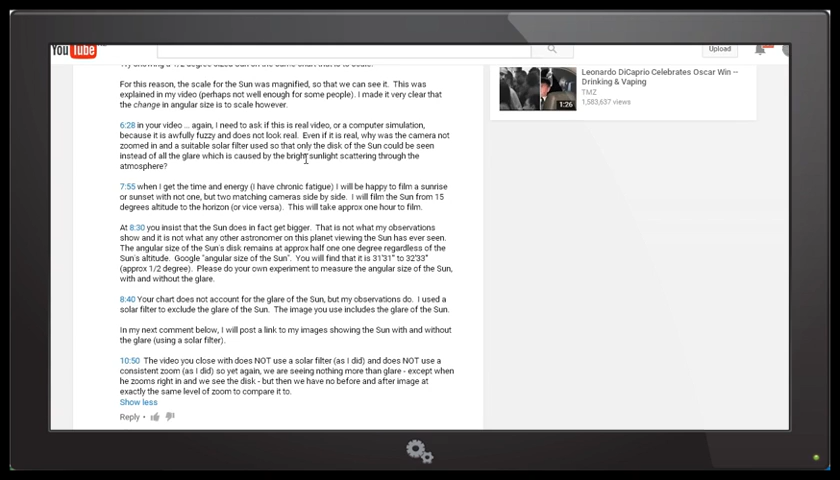 YouTube
Upload
For this reason, the scale for the Sun was magnified, so that we can see it. This was
explained in my video (perhaps not well enough for some people). I made it very clear that
the change in angular size is to scale however.
6:28 in your video ... again, I need to ask if this is real video, or a computer simulation,
because it is awfully fuzzy and does not look real. Even if it is real, why was the camera not
zoomed in and a suitable solar filter used so that only the disk of the Sun could be seen
instead of all the glare which is caused by the bright sunlight scattering through the
atmosphere?
7:55 when I get the time and energy (I have chronic fatigue) I will be happy to film a sunrise
or sunset with not one, but two matching cameras side by side. I will film the Sun from 15
degrees altitude to the horizon (or vice versa). This will take approx one hour to film.
At 8:30 you insist that the Sun does in fact get bigger. That is not what my observations
show and it is not what any other astronomer on this planet viewing the Sun has ever seen.
The angular size of the Sun's disk remains at approx half one one degree regardless of the
Sun's altitude. Google "angular size of the Sun". You will find that it is 31'31" to 32'33"
(approx 1/2 degree). Please do your own experiment to measure the angular size of the Sun,
with and without the glare.
8:40 Your chart does not account for the glare of the Sun, but my observations do. I used a
solar filter to exclude the glare of the Sun. The image you use includes the glare of the Sun.
In my next comment below, I will post a link to my images showing the Sun with and without
the glare (using a solar filter).
10:50 The video you close with does NOT use a solar filter (as I did) and does NOT use a
consistent zoom (as I did) so yet again, we are seeing nothing more than glare - except when
he zooms right in and we see the disk - but then we have no before and after image at
exactly the same level of zoom to compare it to.
Show less
Reply •
Leonardo DiCaprio Celebrates Oscar Win --
Drinking & Vaping
TMZ
1,583,637 views
1:26